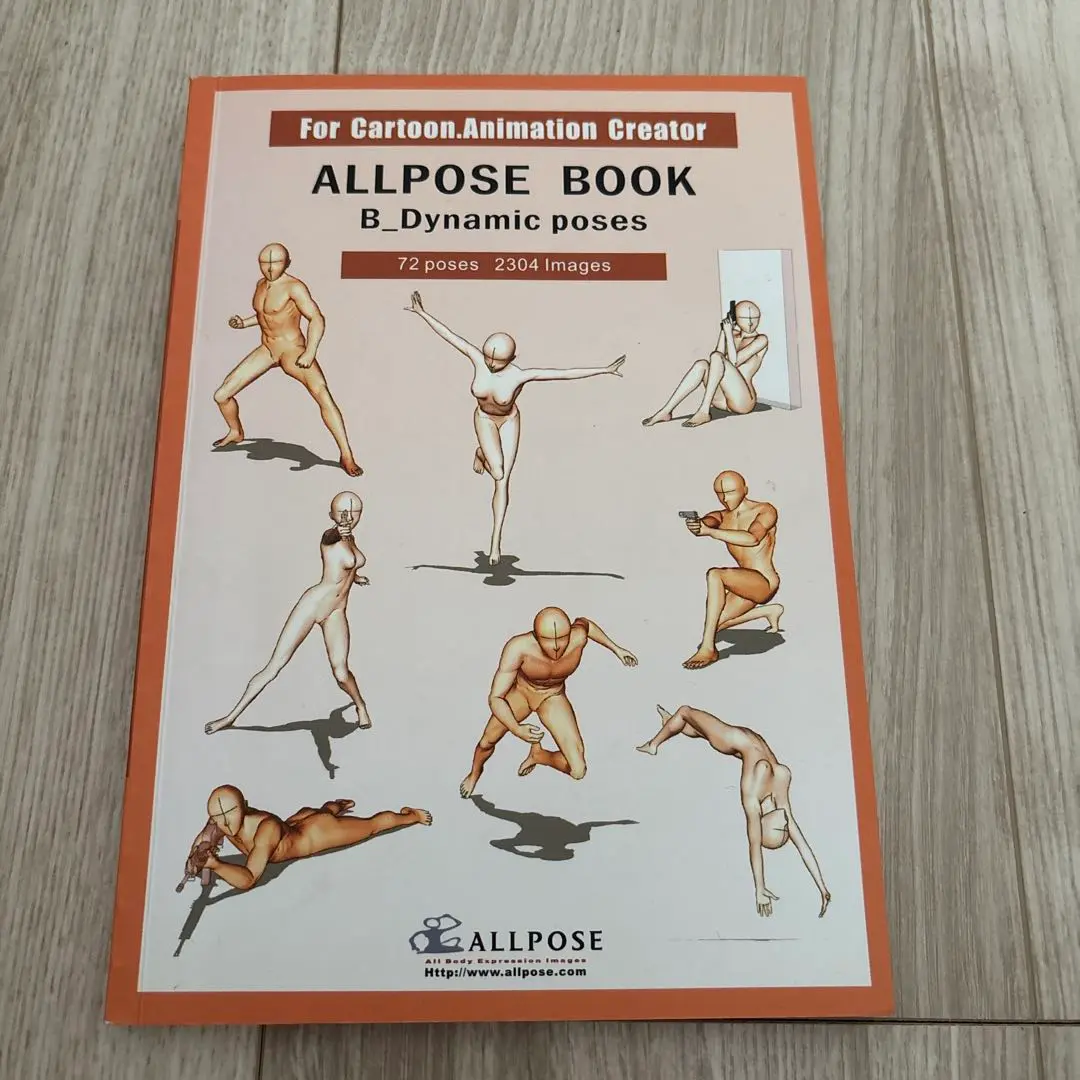 For Cartoon.Animation Creator
ALLPOSE BOOK
B_Dynamic poses
72 poses 2304 Images
ALLPOSE
All Body Expression Images
Http://www.allpose.com